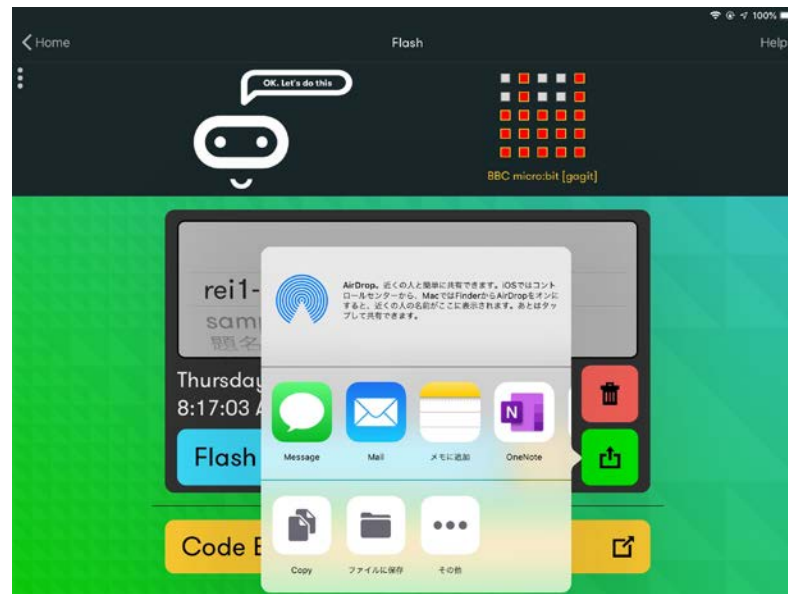 100%
Home
Flash
Help
OK. Let's do this
BBC micro:bit [gagit]
rei1-
sam
題名
Thursday
8:17:03 A
AirDrop。近くの人と簡単に共有できます。iOSではコント
ロールセンターから、MacではFinderからAirDropをオンに
すると、近くの人の名前がここに表示されます。あとはタッ
プして共有できます。
Message
Mail
メモに追加
OneNote
Flash
Copy
ファイルに保存
その他
Code E